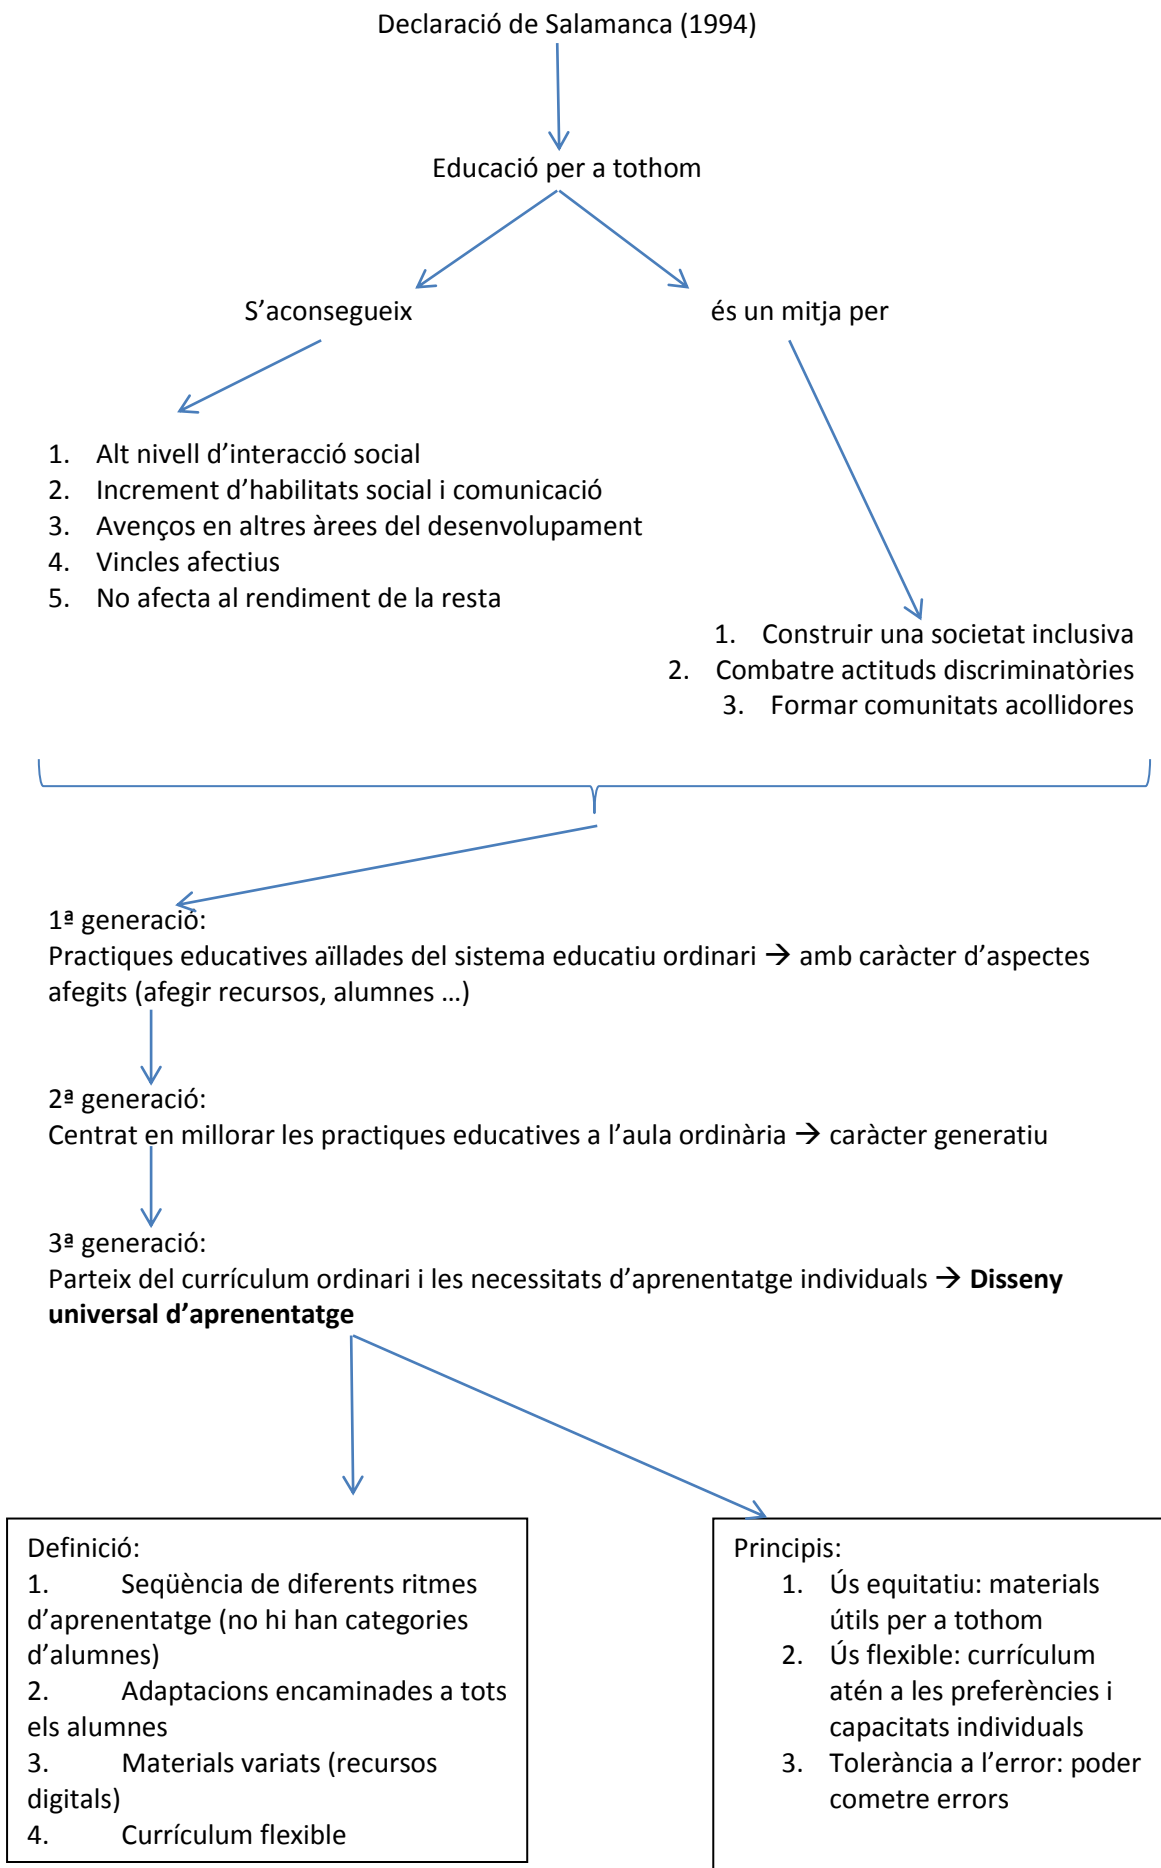 Declaració de Salamanca (1994)
Educació per a tothom
S’aconsegueix
és un mitja per
1. Alt nivell d’interacció social
2. Increment d’habilitats social i comunicació
3. Avenços en altres àrees del desenvolupament
4. Vincles afectius
5. No afecta al rendiment de la resta
1. Construir una societat inclusiva
2. Combatre actituds discriminatòries
3. Formar comunitats acollidores
1ª generació:
Practiques educatives aïllades del sistema educatiu ordinari → amb caràcter d’aspectes
afegits (afegir recursos, alumnes …)
2ª generació:
Centrat en millorar les practiques educatives a l’aula ordinària → caràcter generatiu
3ª generació:
Parteix del currículum ordinari i les necessitats d’aprenentatge individuals → Disseny
universal d’aprenentatge
Definició:
1. Seqüència de diferents ritmes
d’aprenentatge (no hi han categories
d’alumnes)
2. Adaptacions encaminades a tots
els alumnes
3. Materials variats (recursos
digitals)
4. Currículum flexible
Principis:
1. Ús equitatiu: materials
útils per a tothom
2. Ús flexible: currículum
atén a les preferències i
capacitats individuals
3. Tolerància a l’error: poder
cometre errors